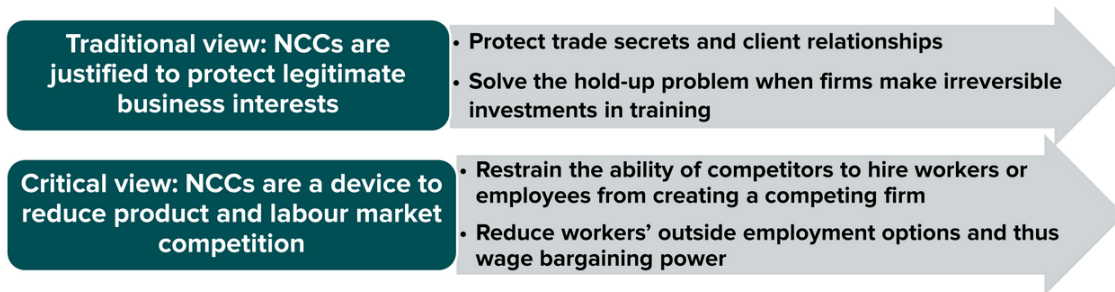 Traditional view: NCCs are
justified to protect legitimate
business interests
• Protect trade secrets and client relationships
• Solve the hold-up problem when firms make irreversible
investments in training
Critical view: NCCs are a device to
reduce product and labour market
competition
• Restrain the ability of competitors to hire workers or
employees from creating a competing firm
• Reduce workers’ outside employment options and thus
wage bargaining power